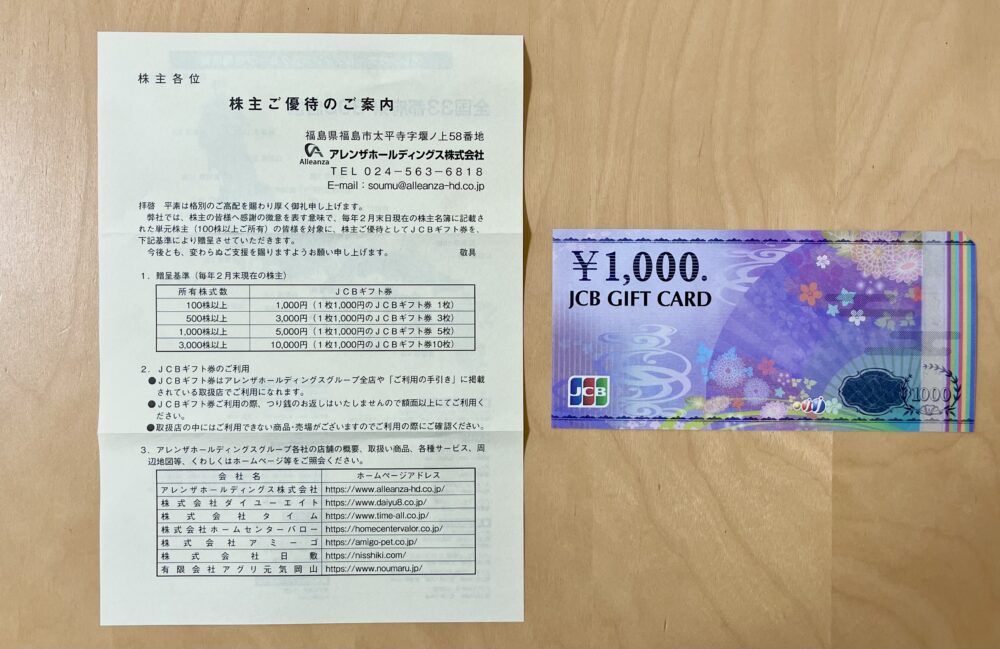 株主各位
株主ご優待のご案内
福島県福島市太平寺字堰ノ上58番地
Alleanza アレンザホールディングス株式会社
TEL 024-563-6818
E-mail：soumu@alleanza-hd.co.jp
拝啓　平素は格別のご高配を賜わり厚く御礼申し上げます。
弊社では、株主の皆様へ感謝の微意を表す意味で、毎年2月末日現在の株主名簿に記載さ
れた単元株主（100株以上ご所有）の皆様を対象に、株主ご優待としてJCBギフト券を、
下記基準により贈呈させていただきます。
今後とも、変わらぬご支援を賜りますようお願い申し上げます。　敬具
1．贈呈基準（毎年2月末現在の株主）
所有株式数　JCBギフト券
100株以上　1,000円（1枚1,000円のJCBギフト券 1枚）
500株以上　3,000円（1枚1,000円のJCBギフト券 3枚）
1,000株以上　5,000円（1枚1,000円のJCBギフト券 5枚）
3,000株以上　10,000円（1枚1,000円のJCBギフト券10枚）
2．JCBギフト券のご利用
●JCBギフト券はアレンザホールディングスグループ全店や「ご利用の手引き」に掲載
されている取扱店でご利用になれます。
●JCBギフト券ご利用の際、つり銭のお返しはいたしませんので額面以上にてご利用く
ださい。
●取扱店の中にはご利用できない商品・売場がございますのでご利用の際にご確認ください。
3．アレンザホールディングスグループ各社の店舗の概要、取扱い商品、各種サービス、周
辺地図等、くわしくはホームページ等をご照会ください。
会社名　ホームページアドレス
アレンザホールディングス株式会社　https://www.alleanza-hd.co.jp/
株式会社ダイユーエイト　https://www.daiyu8.co.jp/
株式会社タイム　https://www.time-all.co.jp/
株式会社ホームセンターバロー　https://homecentervalor.co.jp/
株式会社アミーゴ　https://amigo-pet.co.jp/
株式会社日敷　https://nisshiki.com/
有限会社アグリ元気岡山　https://www.noumaru.jp/
￥1,000.
JCB GIFT CARD
JCB
1000